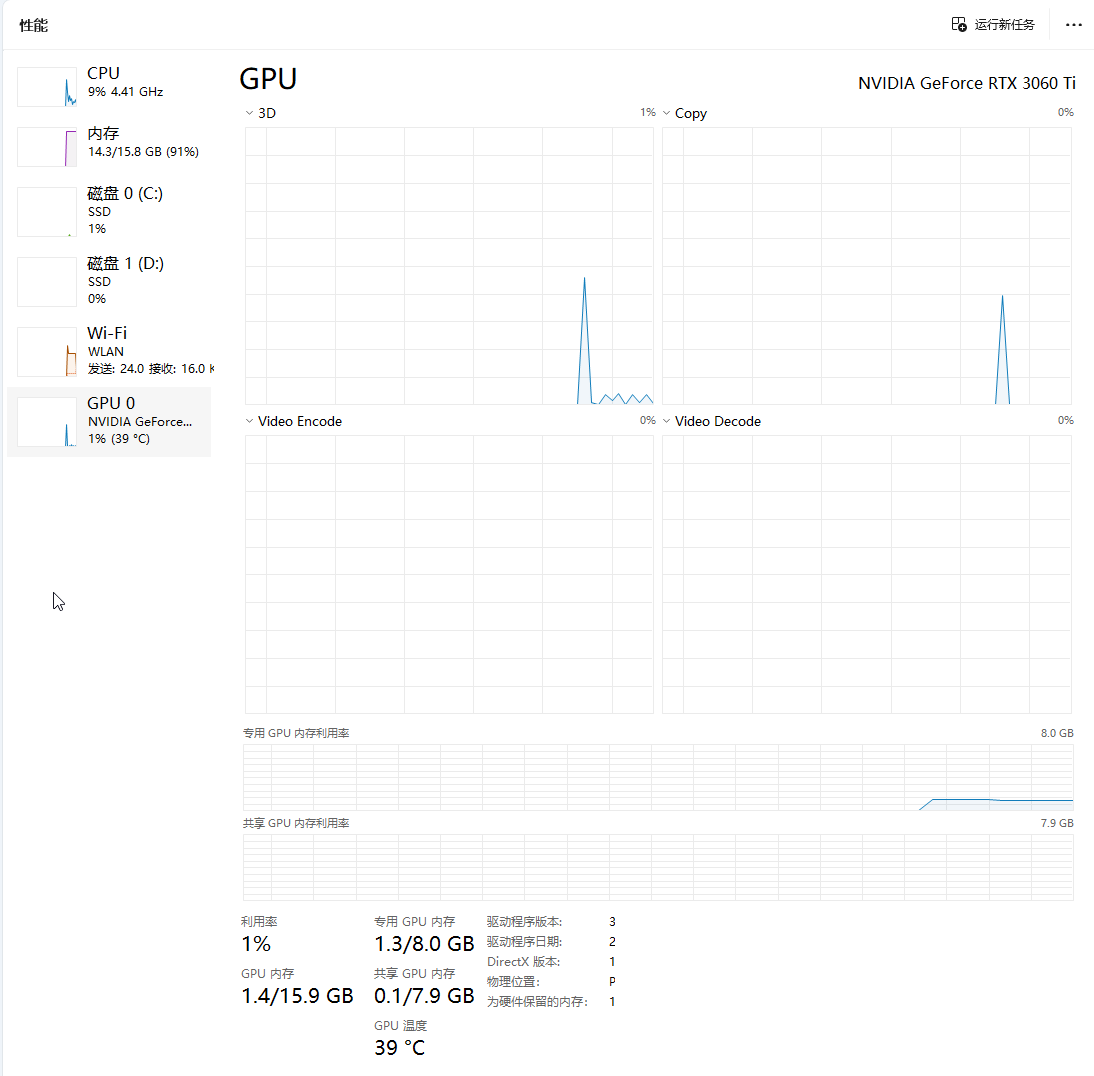 性能
运行新任务
CPU
9% 4.41 GHz
内存
14.3/15.8 GB (91%)
磁盘 0 (C:)
SSD
1%
磁盘 1 (D:)
SSD
0%
Wi-Fi
WLAN
发送: 24.0 接收: 16.0 K
GPU 0
NVIDIA GeForce...
1% (39 °C)
GPU
NVIDIA GeForce RTX 3060 Ti
3D 1%
Copy 0%
Video Encode 0%
Video Decode 0%
专用 GPU 内存利用率 8.0 GB
共享 GPU 内存利用率 7.9 GB
利用率
1%
GPU 内存
1.4/15.9 GB
专用 GPU 内存
1.3/8.0 GB
共享 GPU 内存
0.1/7.9 GB
GPU 温度
39 °C
驱动程序版本: 3
驱动程序日期: 2
DirectX 版本: 1
物理位置: P
为硬件保留的内存: 1